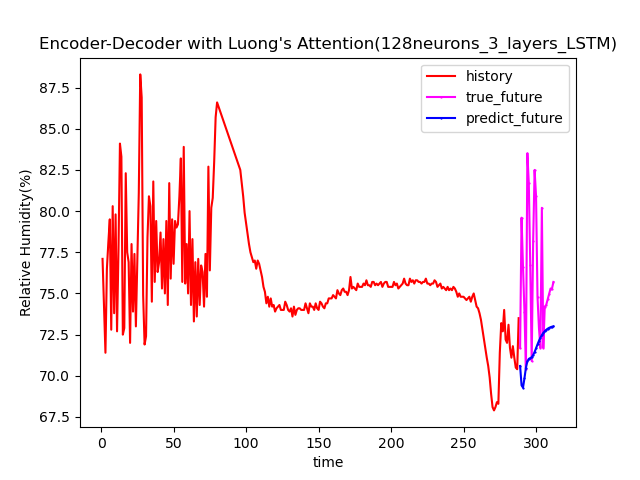 Encoder-Decoder with Luong's Attention(128neurons_3_layers_LSTM)
history
true_future
predict_future
87.5
85.0
82.5
80.0
77.5
75.0
72.5
70.0
67.5
Relative Humidity(%)
0 50 100 150 200 250 300
time